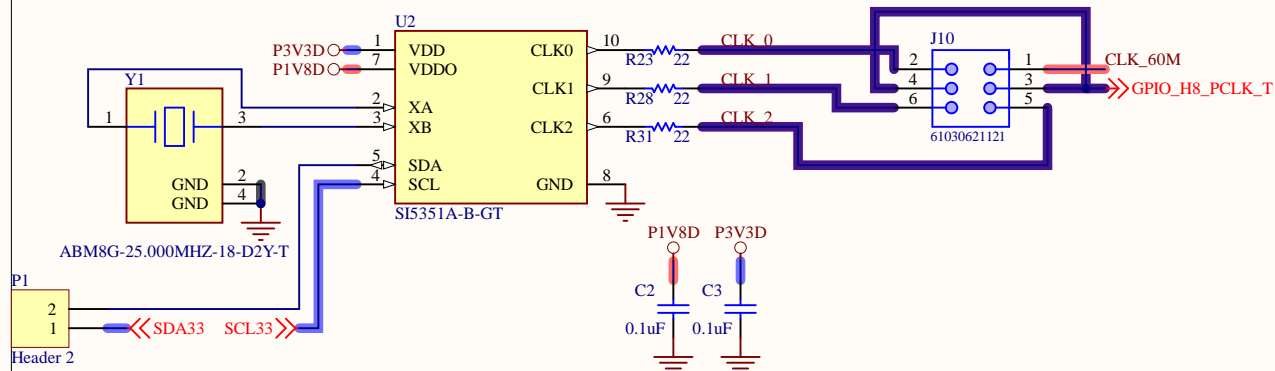 U2
P3V3D 1 VDD CLK0 10 R23 22 CLK_0
P1V8D 7 VDDO
J10
2 1 CLK_60M
Y1
XA 2
CLK1 9 R28 22 CLK_1
4 3 GPIO_H8_PCLK_T
6 5
1 3
3 XB CLK2 6 R31 22 CLK_2
61030621121
5 SDA
GND 2
4 SCL GND 8
GND 4
SI5351A-B-GT
ABM8G-25.000MHZ-18-D2Y-T
P1V8D P3V3D
P1
C2 C3
2
1 SDA33 SCL33
0.1uF 0.1uF
Header 2